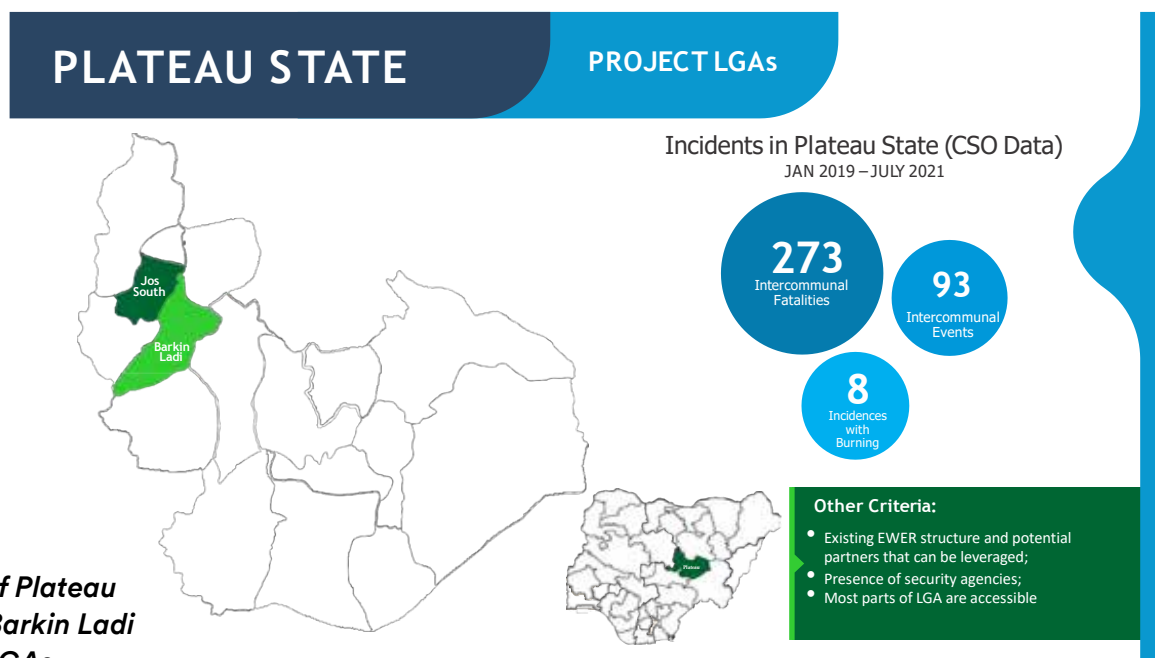 PLATEAU STATE
PROJECT LGAs
Incidents in Plateau State (CSO Data)
JAN 2019 – JULY 2021
273
Intercommunal
Fatalities
93
Intercommunal
Events
8
Incidences
with
Burning
Jos
South
Barkin
Ladi
Plateau
Other Criteria:
• Existing EWER structure and potential
partners that can be leveraged;
• Presence of security agencies;
• Most parts of LGA are accessible
f Plateau
Barkin Ladi